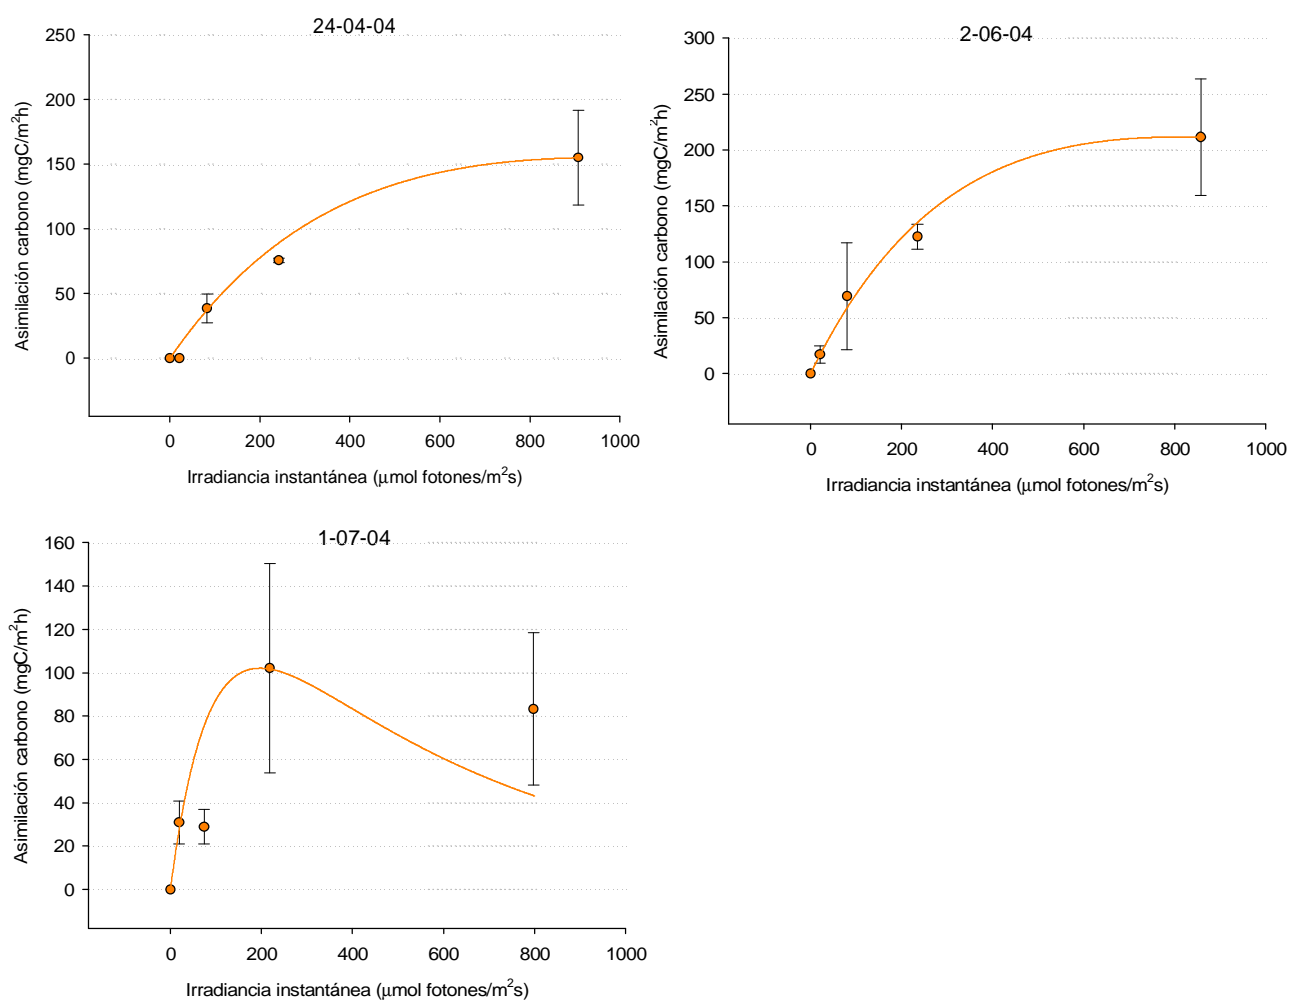 24-04-04
250
200
150
100
50
0
Asimilación carbono (mgC/m²h)
0 200 400 600 800 1000
Irradiancia instantánea (μmol fotones/m²s)
2-06-04
300
250
200
150
100
50
0
Asimilación carbono (mgC/m²h)
0 200 400 600 800 1000
Irradiancia instantánea (μmol fotones/m²s)
1-07-04
160
140
120
100
80
60
40
20
0
Asimilación carbono (mgC/m²h)
0 200 400 600 800 1000
Irradiancia instantánea (μmol fotones/m²s)